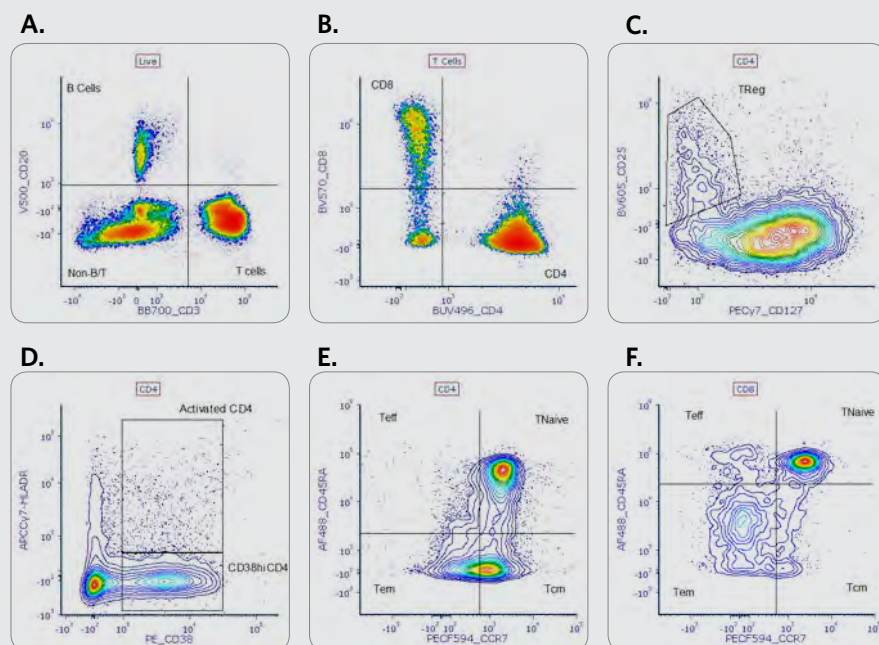 A.
Live
B Cells
Non-B/T
T cells
V500_CD20
BB700_CD3
B.
T Cells
CD8
CD4
BV570_CD8
BUV496_CD4
C.
CD4
TReg
BV605_CD25
PECy7_CD127
D.
CD4
Activated CD4
CD38hiCD4
APCCy7-HLADR
PE_CD38
E.
CD4
Teff
TNaive
Tem
Tcm
AF488_CD45RA
PECF594_CCR7
F.
CD8
Teff
TNaive
Tem
Tcm
AF488_CD45RA
PECF594_CCR7